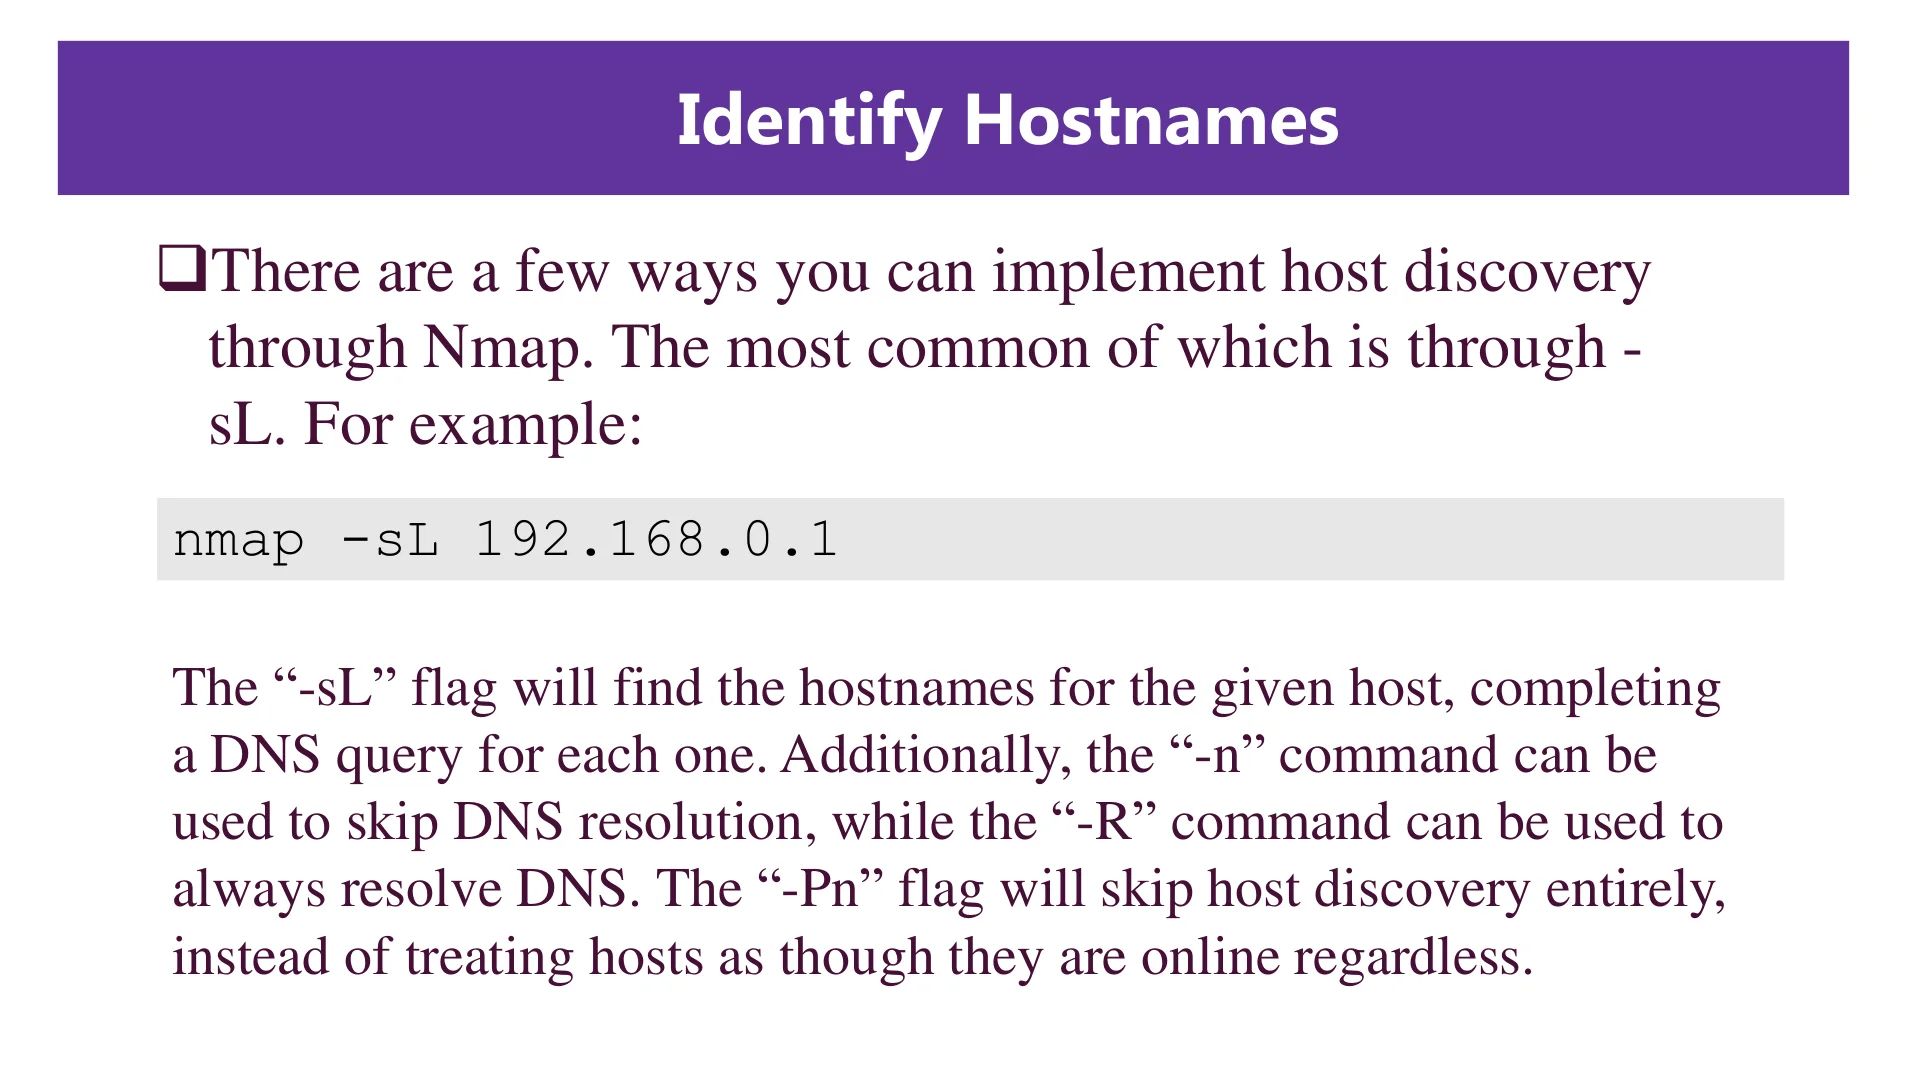 Identify Hostnames
There are a few ways you can implement host discovery
through Nmap. The most common of which is through -
sL. For example:
nmap -sL 192.168.0.1
The “-sL” flag will find the hostnames for the given host, completing
a DNS query for each one. Additionally, the “-n” command can be
used to skip DNS resolution, while the “-R” command can be used to
always resolve DNS. The “-Pn” flag will skip host discovery entirely,
instead of treating hosts as though they are online regardless.